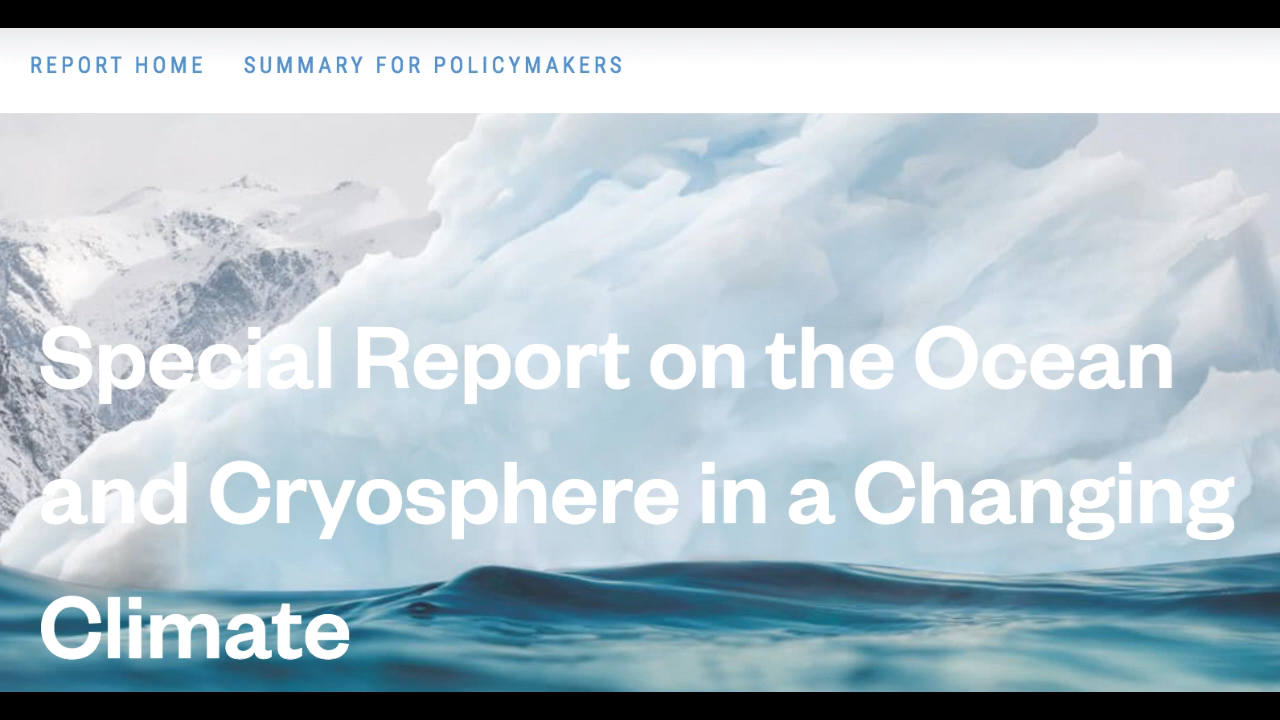 REPORT HOME SUMMARY FOR POLICYMAKERS
Special Report on the Ocean
and Cryosphere in a Changing
Climate